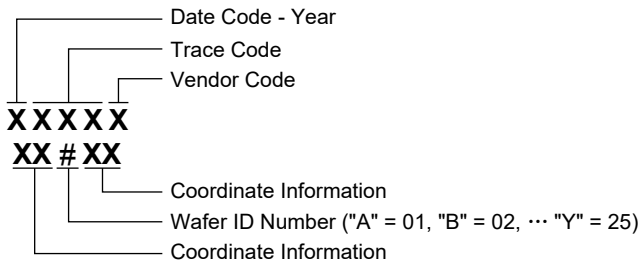 Date Code - Year
Trace Code
Vendor Code
X X X X X
XX # XX
Coordinate Information
Wafer ID Number ("A" = 01, "B" = 02, ··· "Y" = 25)
Coordinate Information